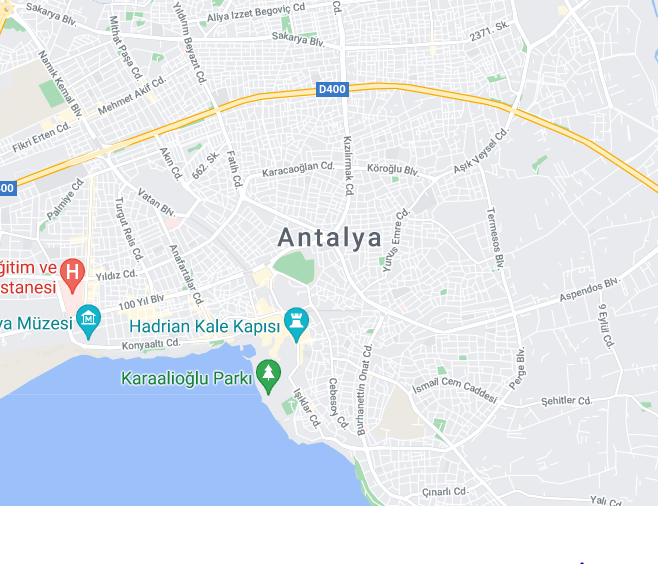 Sakarya Blv.
Aliya İzzet Begoviç Cd
Cd.
Mithat Paşa Cd.
Yıldırım Beyazıt Cd.
Sakarya Blv.
2371. Sk.
Namık Kemal Blv.
D400
Mehmet Akif Cd.
Fikri Erten Cd.
Akın Cd.
662. Sk.
Fatih Cd.
Karacaoğlan Cd.
Kızılırmak Cd.
Köroğlu Blv.
Aşık Veysel Cd.
00
Palmiye Cd.
Vatan Blv.
Turgut Reis Cd.
Antalya
Yunus Emre Cd.
Termesos Blv.
Anafartalar Cd.
ğitim ve
stanesi
H
Yıldız Cd.
100 Yıl Blv
Aspendos Blv.
9 Eylül Cd.
va Müzesi
M
Hadrian Kale Kapısı
Konyaaltı Cd.
Karaalioğlu Parkı
Işıklar Cd.
Cebesoy Cd.
Burhanettin Onat Cd.
İsmail Cem Caddesi
Perge Blv.
Şehitler Cd.
Çınarlı Cd.
Yalı Cd.